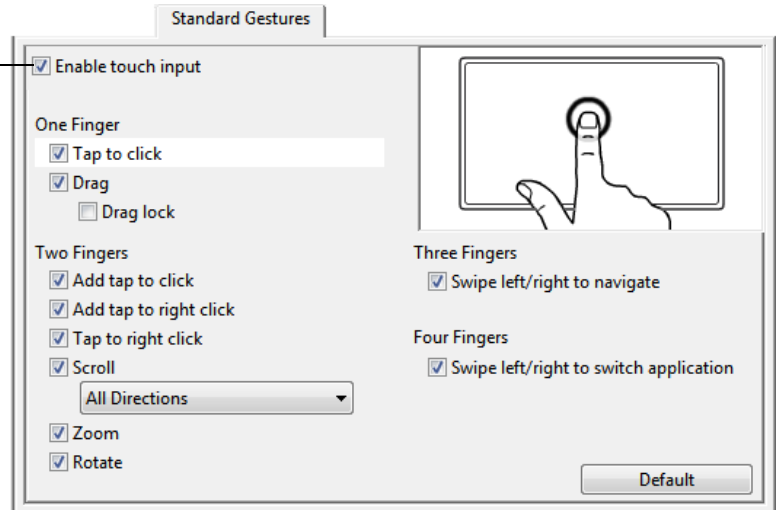 Standard Gestures
Enable touch input
One Finger
Tap to click
Drag
Drag lock
Two Fingers
Add tap to click
Add tap to right click
Tap to right click
Scroll
All Directions
Zoom
Rotate
Three Fingers
Swipe left/right to navigate
Four Fingers
Swipe left/right to switch application
Default